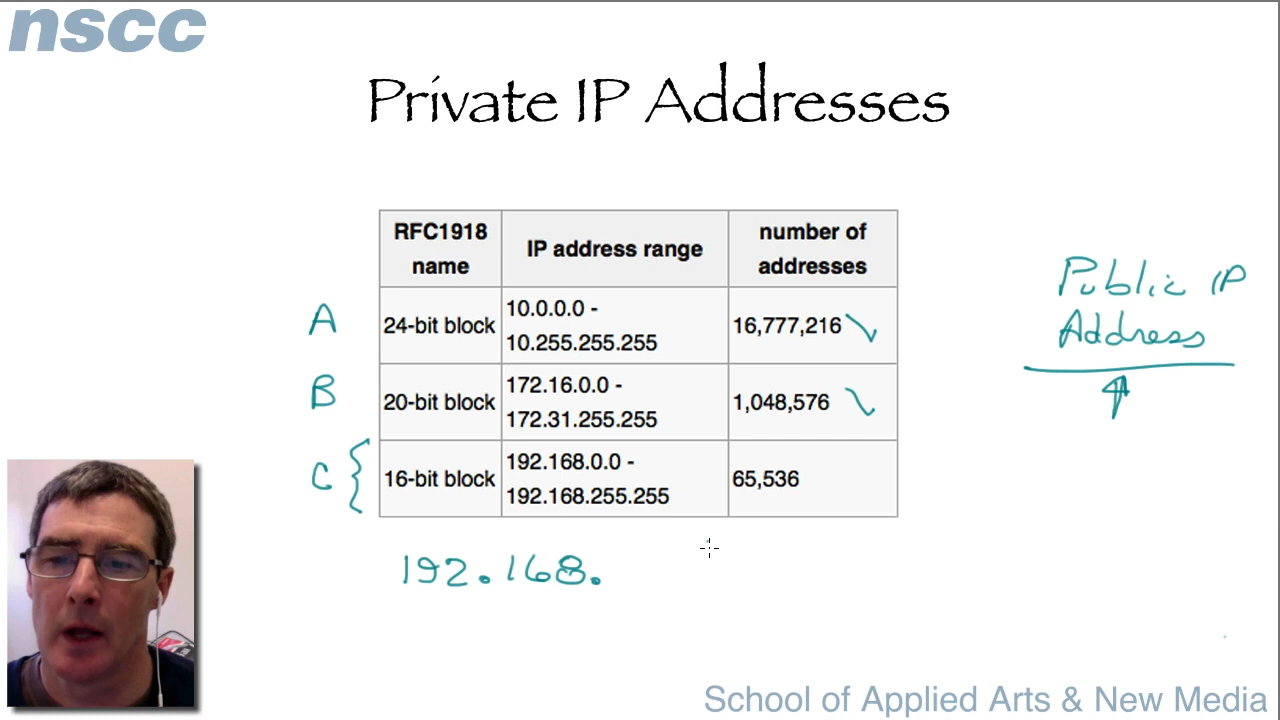 nscc
Private IP Addresses
RFC1918
name
IP address range
number of
addresses
A
24-bit block
10.0.0.0 -
10.255.255.255
16,777,216
B
20-bit block
172.16.0.0 -
172.31.255.255
1,048,576
C
16-bit block
192.168.0.0 -
192.168.255.255
65,536
Public IP
Address
192.168.
School of Applied Arts & New Media